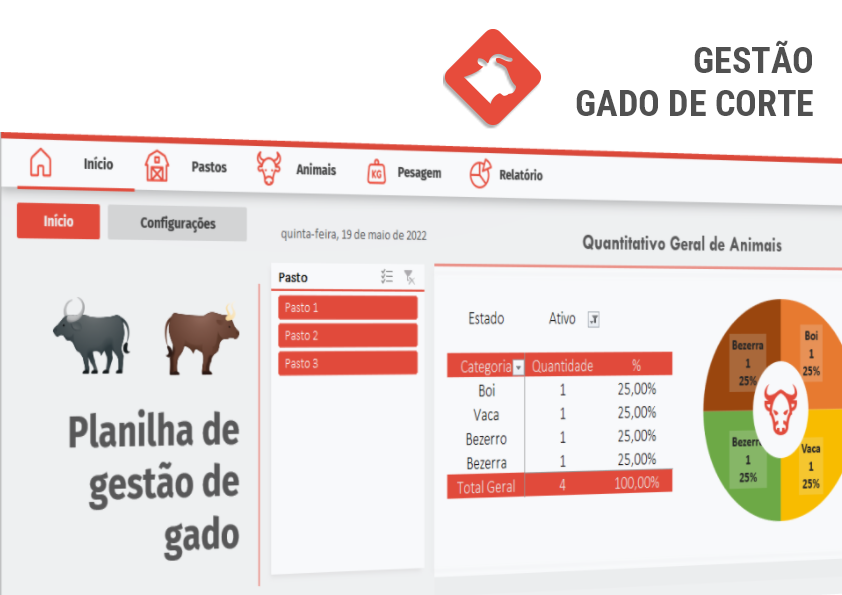 GESTÃO
GADO DE CORTE
Início
Pastos
Animais
KG
Pesagem
Relatório
Início
Configurações
quinta-feira, 19 de maio de 2022
Quantitativo Geral de Animais
Pasto
Pasto 1
Pasto 2
Pasto 3
Planilha de
gestão de
gado
Estado Ativo
Categoria Quantidade %
Boi 1 25,00%
Vaca 1 25,00%
Bezerro 1 25,00%
Bezerra 1 25,00%
Total Geral 4 100,00%
Bezerra
1
25%
Boi
1
25%
Bezerr
1
25%
Vaca
1
25%